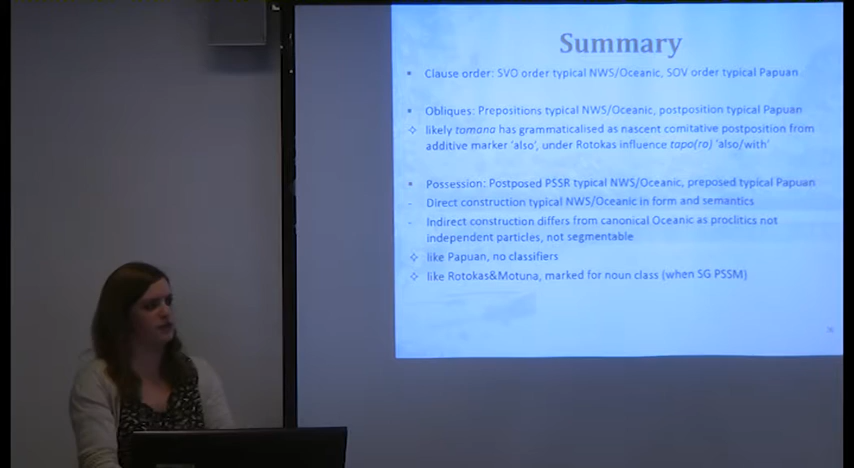 Summary
▪ Clause order: SVO order typical NWS/Oceanic, SOV order typical Papuan
▪ Obliques: Prepositions typical NWS/Oceanic, postposition typical Papuan
✧ likely tamana has grammaticalised as nascent comitative postposition from
additive marker 'also', under Rotokas influence tapo(ro) 'also/with'
▪ Possession: Postposed PSSR typical NWS/Oceanic, preposed typical Papuan
- Direct construction typical NWS/Oceanic in form and semantics
- Indirect construction differs from canonical Oceanic as proclitics not
independent particles, not segmentable
✧ like Papuan, no classifiers
✧ like Rotokas&Motuna, marked for noun class (when SG PSSM)